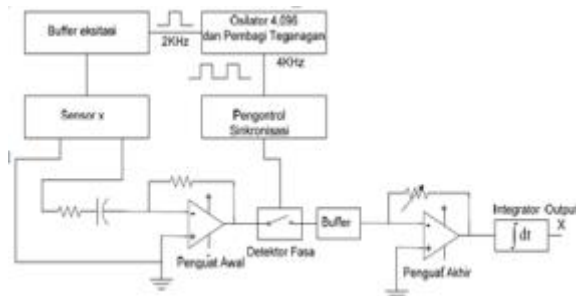 Buffer eksitasi
2KHz
Osilator 4.096
dan Pembagi Teganagan
4KHz
Sensor x
Pengontrol
Sinkronisasi
Penguat Awal
Detektor Fasa
Buffer
Penguat Akhir
Integrator Output
∫dt
X